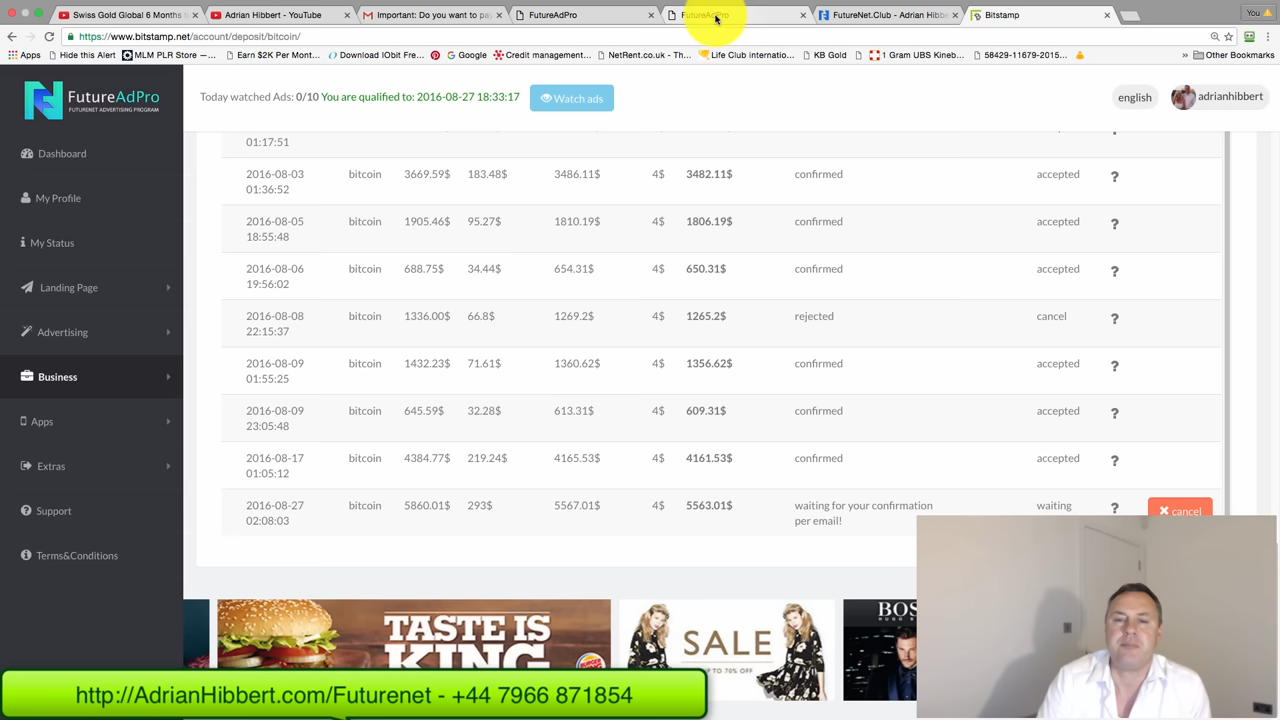 Swiss Gold Global 6 Months
Adrian Hibbert - YouTube
Important: Do you want to pay
FutureAdPro
FutureAdPro
FutureNet.Club - Adrian Hibbe
Bitstamp
You
https://www.bitstamp.net/account/deposit/bitcoin/
Apps
Hide this Alert
MLM PLR Store —
Earn $2K Per Mont...
Download IObit Fre...
Google
Credit management...
NetRent.co.uk - Th...
Life Club internatio...
KB Gold
1 Gram UBS Kineb...
58429-11679-2015...
Other Bookmarks
FutureAdPro
FUTURENET ADVERTISING PROGRAM
Today watched Ads: 0/10 You are qualified to: 2016-08-27 18:33:17
Watch ads
english
adrianhibbert
Dashboard
My Profile
My Status
Landing Page
Advertising
Business
Apps
Extras
Support
Terms&Conditions
01:17:51
2016-08-03 bitcoin 3669.59$ 183.48$ 3486.11$ 4$ 3482.11$ confirmed accepted ?
01:36:52
2016-08-05 bitcoin 1905.46$ 95.27$ 1810.19$ 4$ 1806.19$ confirmed accepted ?
18:55:48
2016-08-06 bitcoin 688.75$ 34.44$ 654.31$ 4$ 650.31$ confirmed accepted ?
19:56:02
2016-08-08 bitcoin 1336.00$ 66.8$ 1269.2$ 4$ 1265.2$ rejected cancel ?
22:15:37
2016-08-09 bitcoin 1432.23$ 71.61$ 1360.62$ 4$ 1356.62$ confirmed accepted ?
01:55:25
2016-08-09 bitcoin 645.59$ 32.28$ 613.31$ 4$ 609.31$ confirmed accepted ?
23:05:48
2016-08-17 bitcoin 4384.77$ 219.24$ 4165.53$ 4$ 4161.53$ confirmed accepted ?
01:05:12
2016-08-27 bitcoin 5860.01$ 293$ 5567.01$ 4$ 5563.01$ waiting for your confirmation waiting ? cancel
02:08:03 per email!
TASTE IS
KING
SALE
UP TO 70% OFF
BOS
HUG
http://AdrianHibbert.com/Futurenet - +44 7966 871854